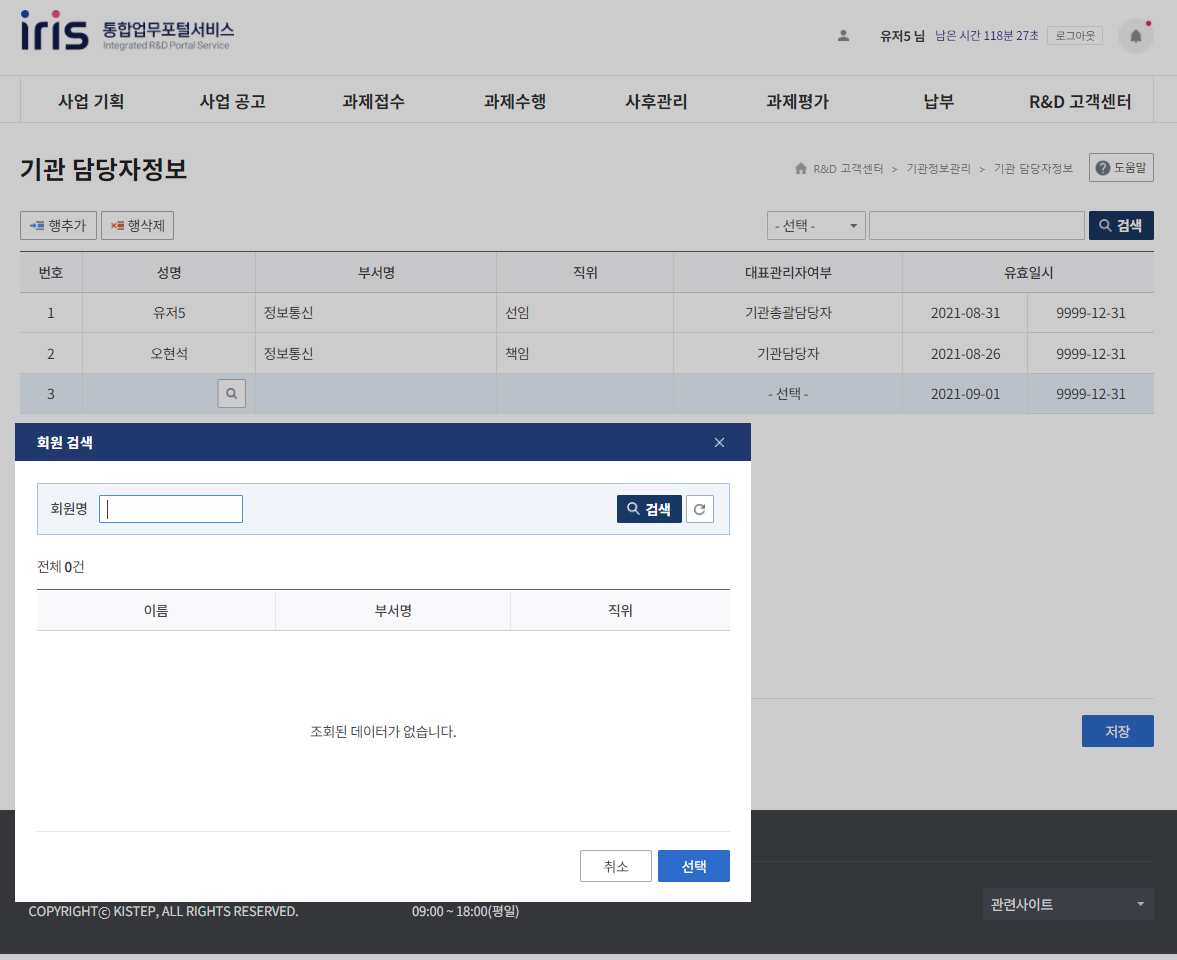 iris 통합업무포털서비스
Integrated R&D Portal Service
유저5 님 남은 시간 118분 27초 로그아웃
사업 기획 사업 공고 과제접수 과제수행 사후관리 과제평가 납부 R&D 고객센터
기관 담당자정보
R&D 고객센터 > 기관정보관리 > 기관 담당자정보 도움말
행추가 행삭제 - 선택 - 검색
번호 성명 부서명 직위 대표관리자여부 유효일시
1 유저5 정보통신 선임 기관총괄담당자 2021-08-31 9999-12-31
2 오현석 정보통신 책임 기관담당자 2021-08-26 9999-12-31
3 - 선택 - 2021-09-01 9999-12-31
회원 검색
회원명 검색
전체 0건
이름 부서명 직위
조회된 데이터가 없습니다.
저장
취소 선택
COPYRIGHTⓒ KISTEP, ALL RIGHTS RESERVED. 09:00 ~ 18:00(평일) 관련사이트